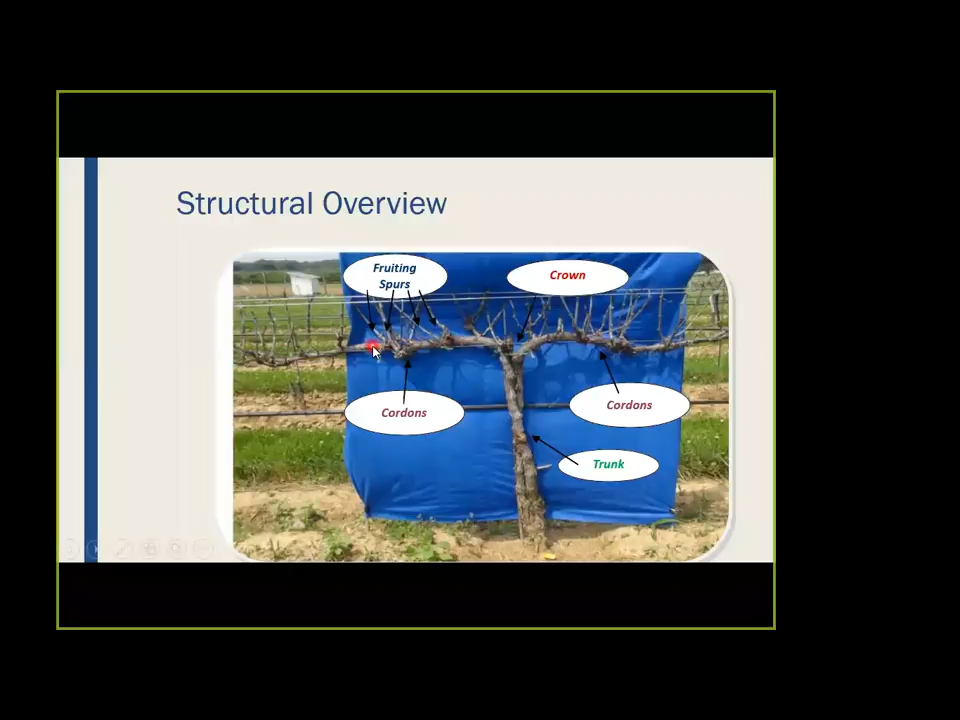 Structural Overview
Fruiting
Spurs
Crown
Cordons
Cordons
Trunk